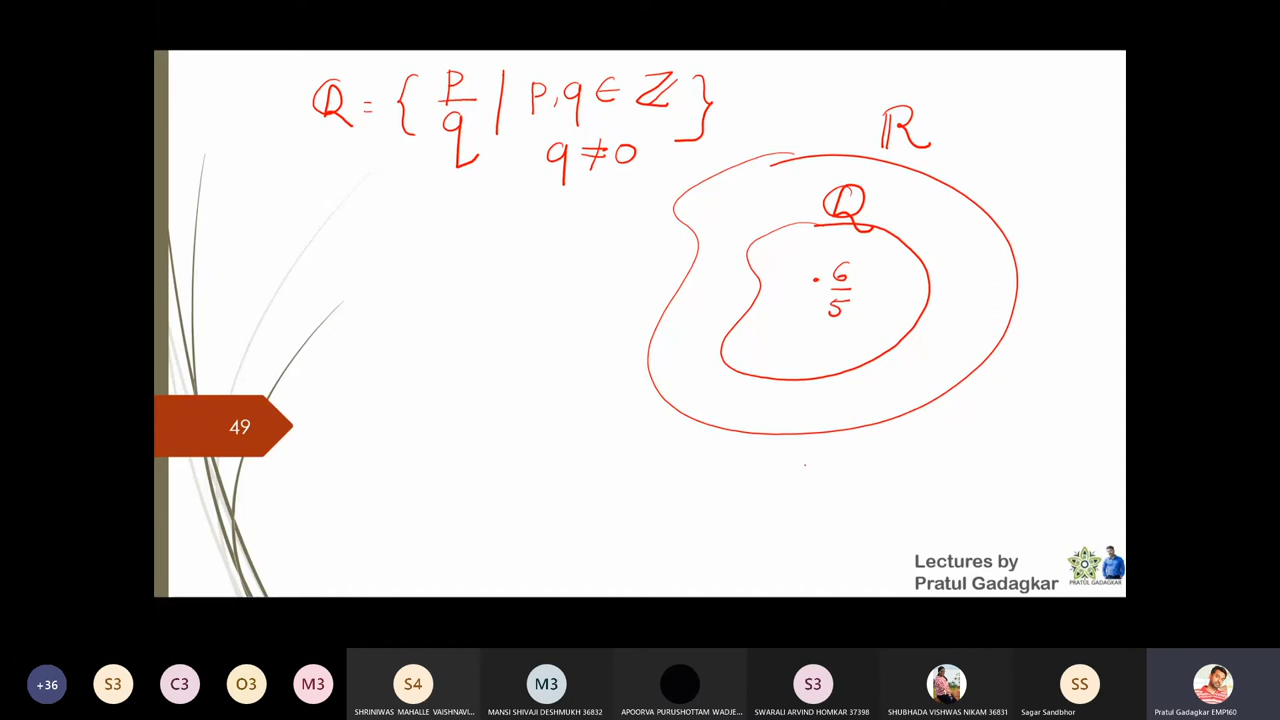 ℚ = { p/q | p, q ∈ ℤ }
q ≠ 0
ℝ
ℚ
· 6/5
49
Lectures by
Pratul Gadagkar
PRATUL GADAGKAR
+36
S3
C3
O3
M3
S4
M3
S3
SS
SHRINIWAS MAHALLE VAISHNAVI...
MANSI SHIVAJI DESHMUKH 36832
APOORVA PURUSHOTTAM WADJE...
SWARALI ARVIND HOMKAR 37398
SHUBHADA VISHWAS NIKAM 36831
Sagar Sandbhor
Pratul Gadagkar EMP160